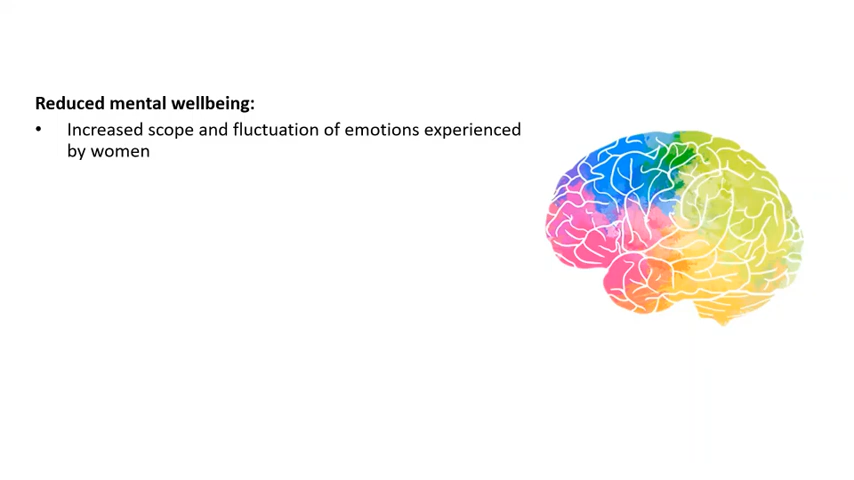 Reduced mental wellbeing:
• Increased scope and fluctuation of emotions experienced
by women